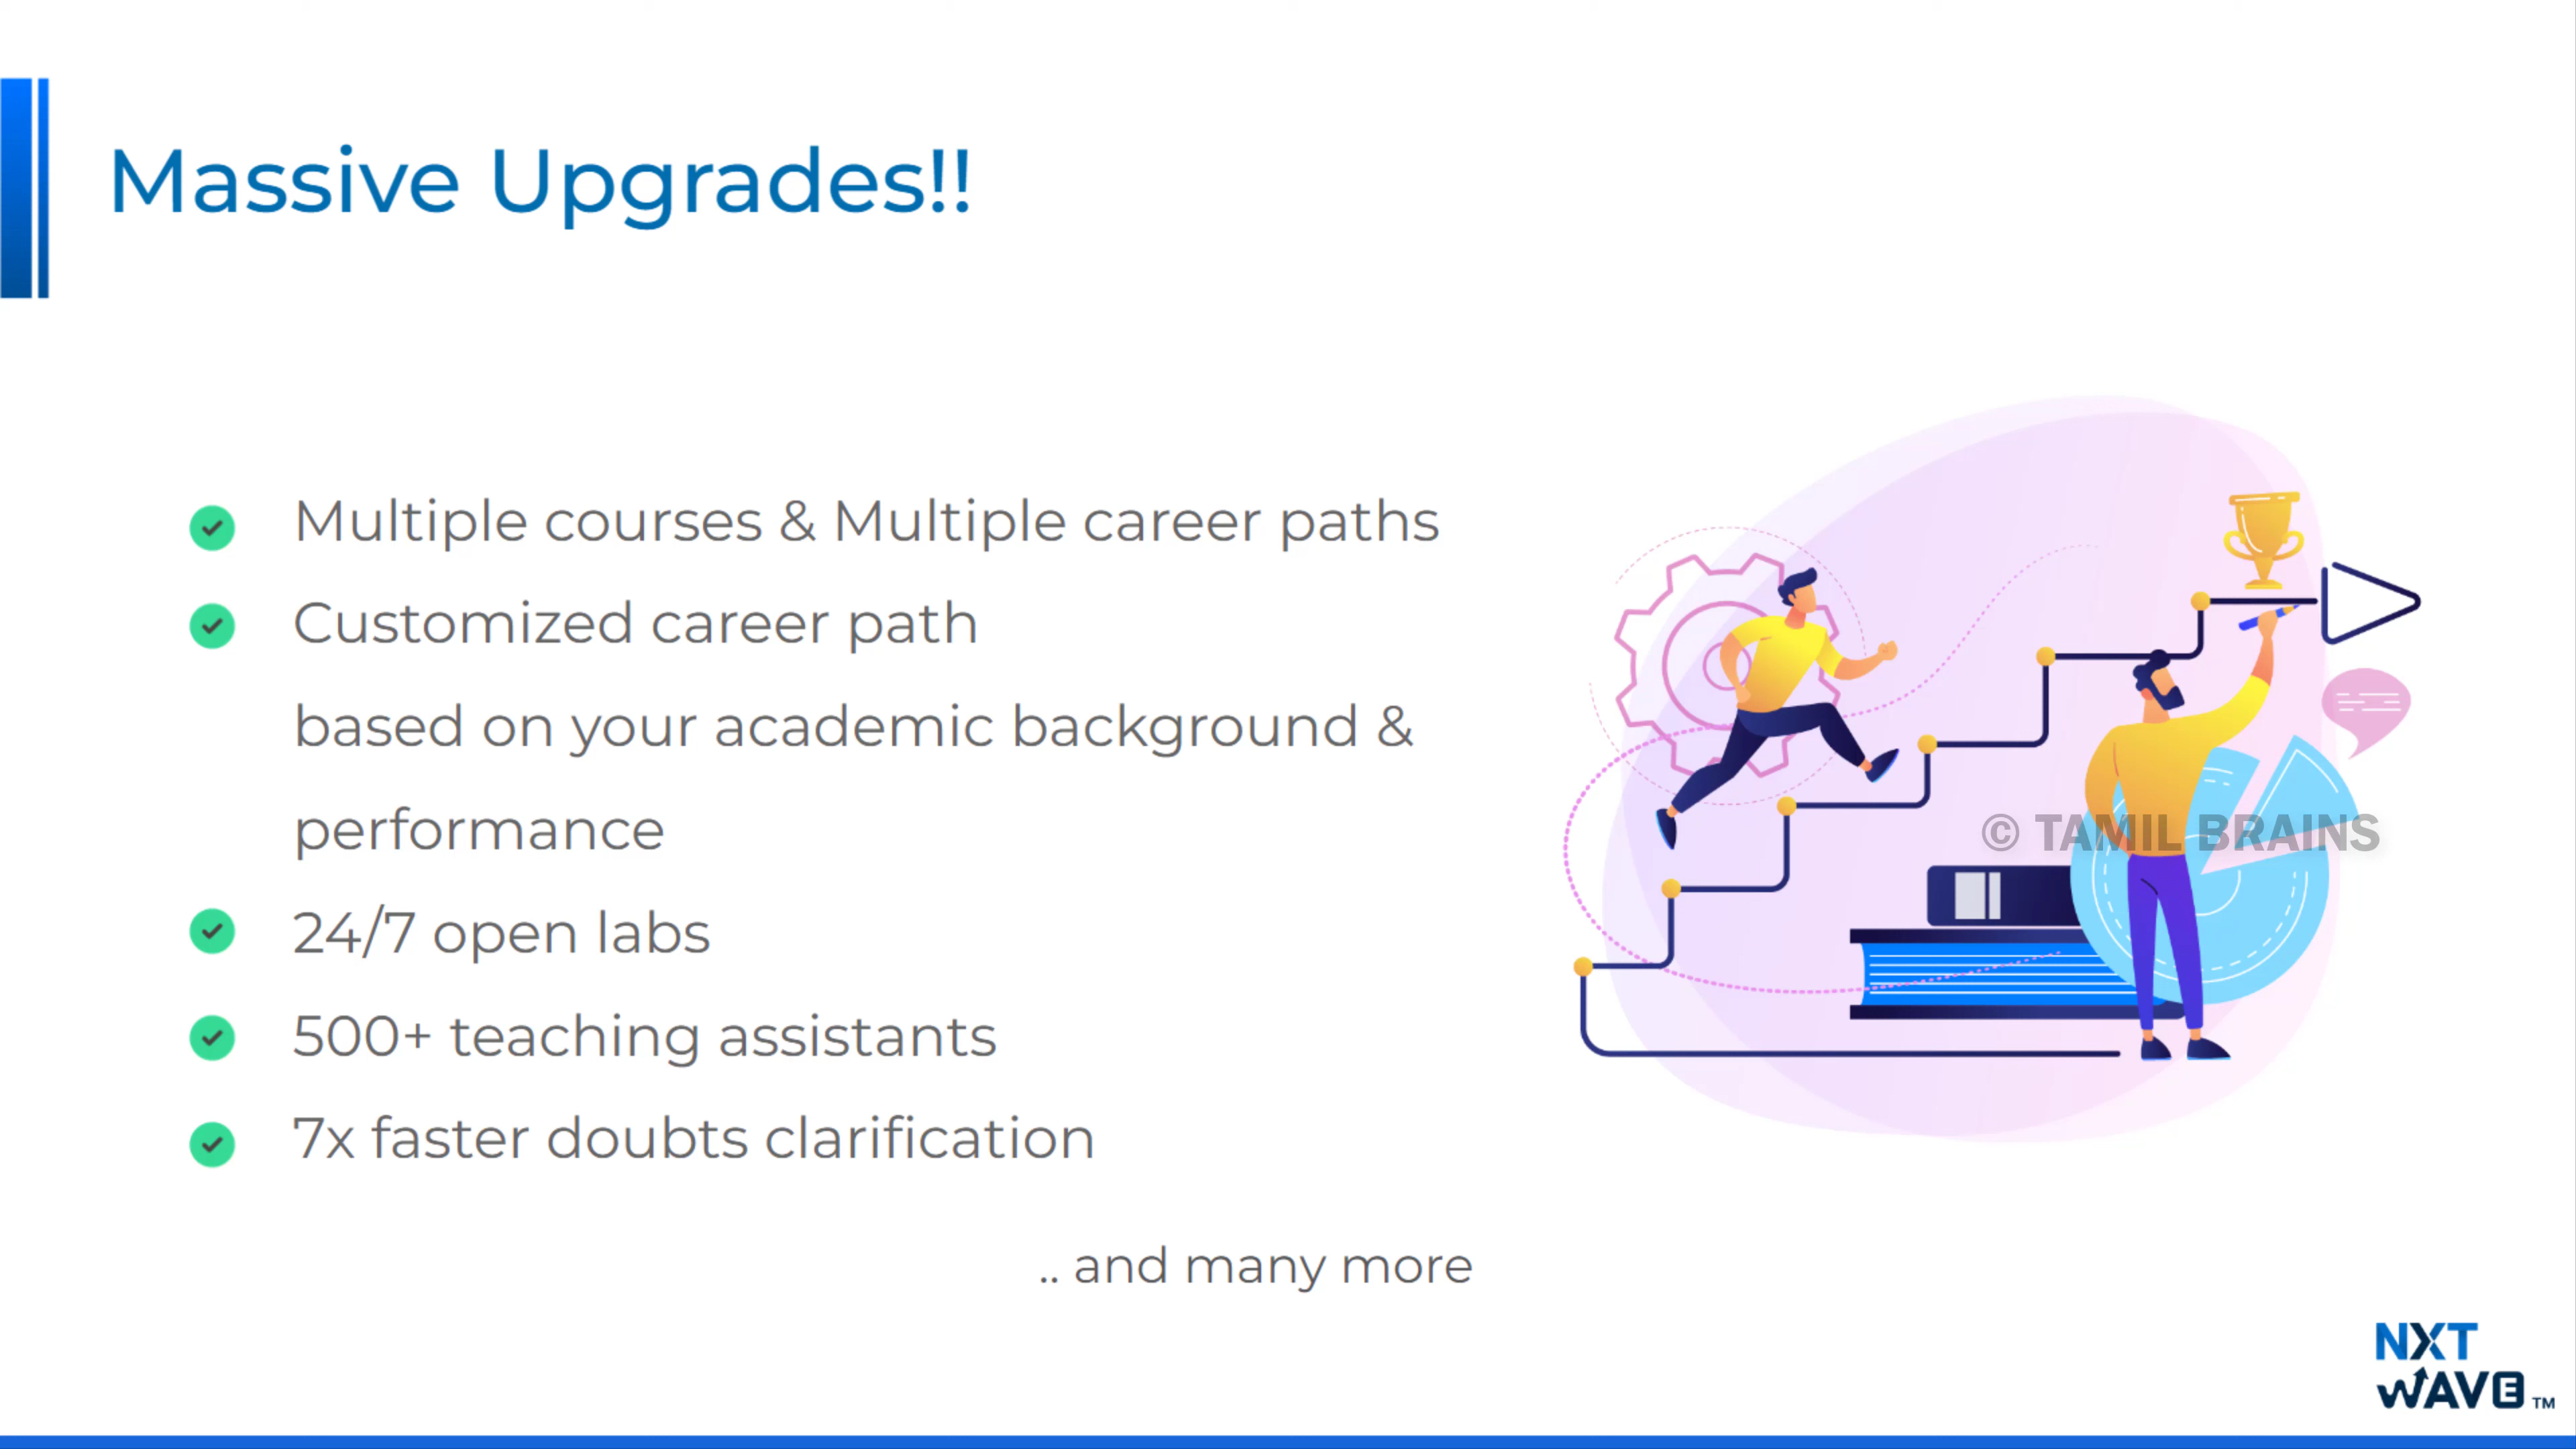 Massive Upgrades!!
Multiple courses & Multiple career paths
Customized career path
based on your academic background &
performance
24/7 open labs
500+ teaching assistants
7x faster doubts clarification
.. and many more
© TAMIL BRAINS
NXT
WAVE TM